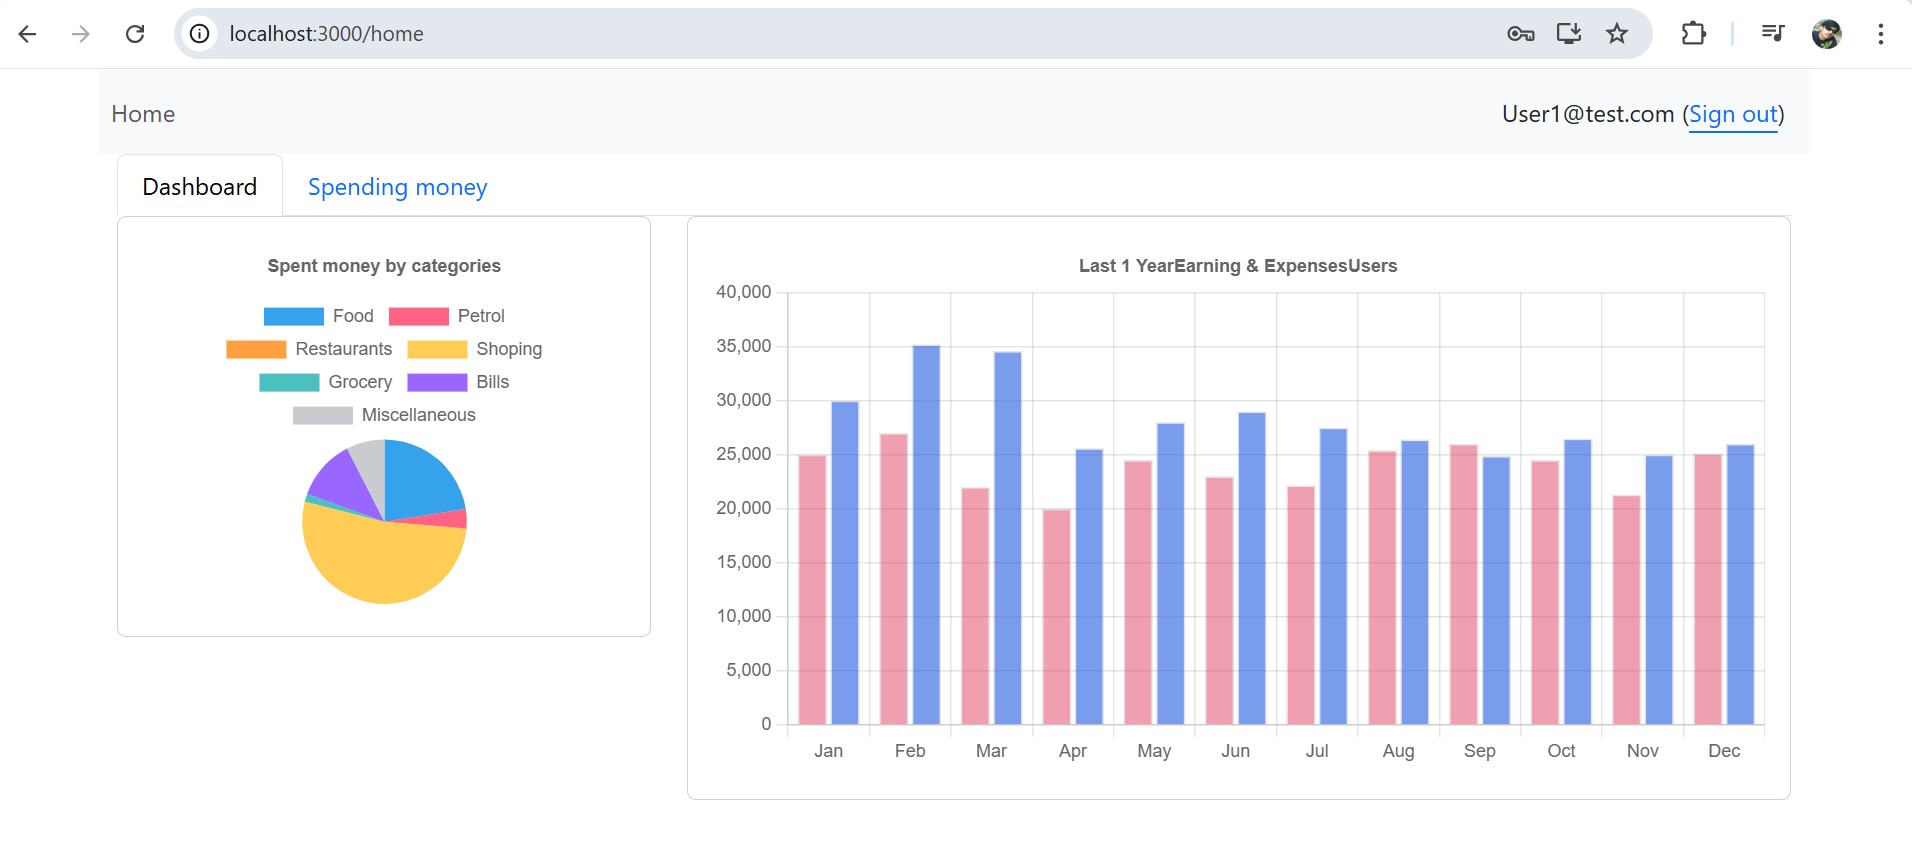 localhost:3000/home
Home
User1@test.com (Sign out)
Dashboard
Spending money
Spent money by categories
Food
Petrol
Restaurants
Shoping
Grocery
Bills
Miscellaneous
Last 1 YearEarning & ExpensesUsers
40,000
35,000
30,000
25,000
20,000
15,000
10,000
5,000
0
Jan Feb Mar Apr May Jun Jul Aug Sep Oct Nov Dec